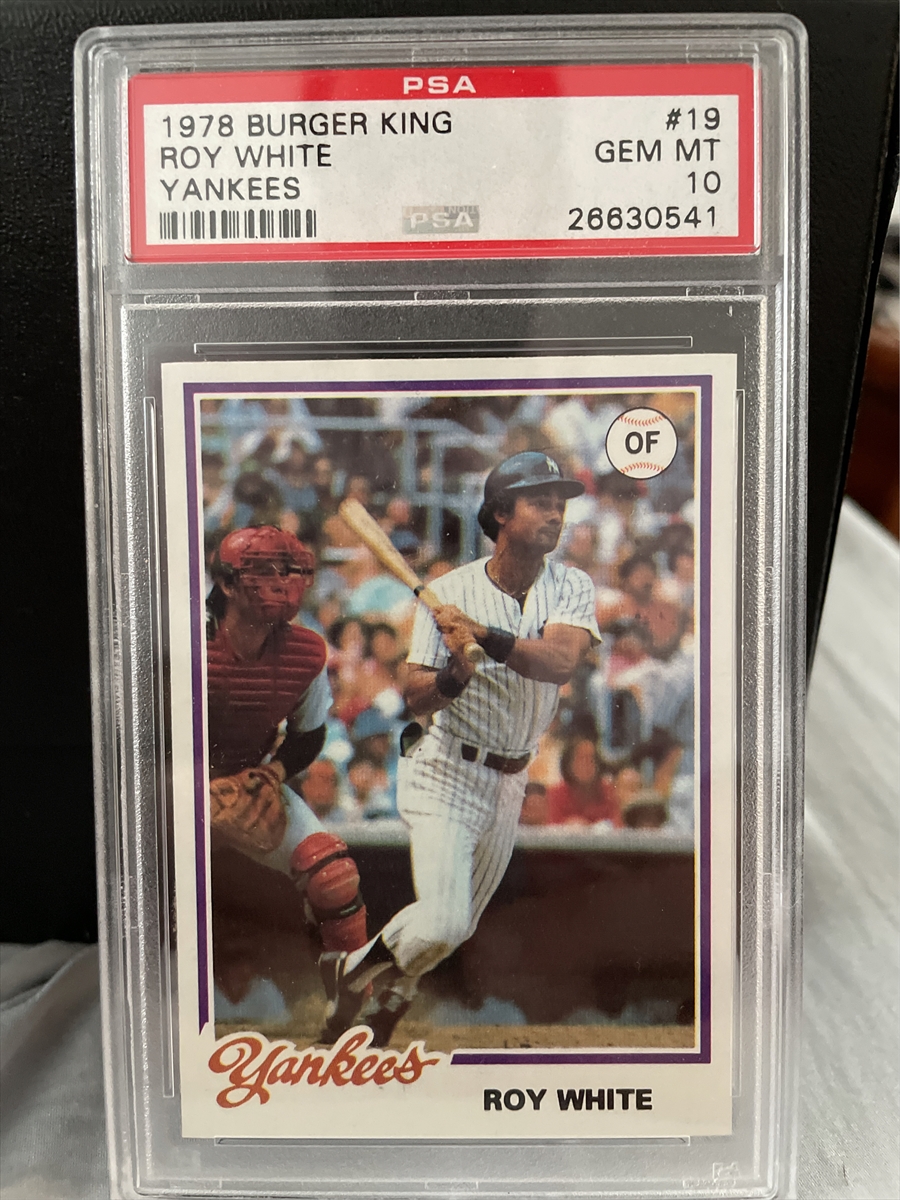 PSA
1978 BURGER KING #19
ROY WHITE GEM MT
YANKEES 10
PSA 26630541
OF
Yankees
ROY WHITE